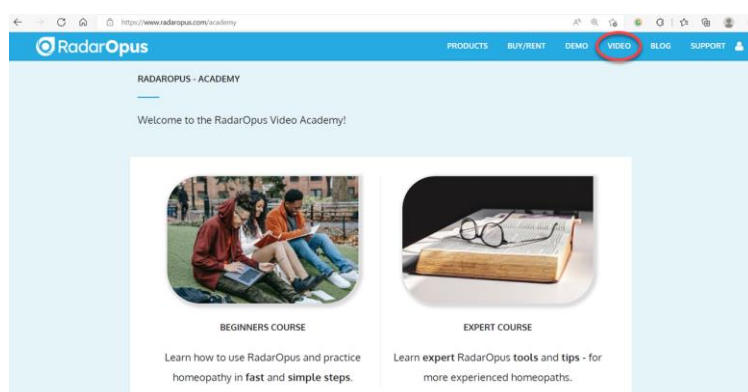 https://www.radaropus.com/academy
RadarOpus
PRODUCTS BUY/RENT DEMO VIDEO BLOG SUPPORT
RADAROPUS - ACADEMY
Welcome to the RadarOpus Video Academy!
BEGINNERS COURSE
Learn how to use RadarOpus and practice
homeopathy in fast and simple steps.
EXPERT COURSE
Learn expert RadarOpus tools and tips - for
more experienced homeopaths.